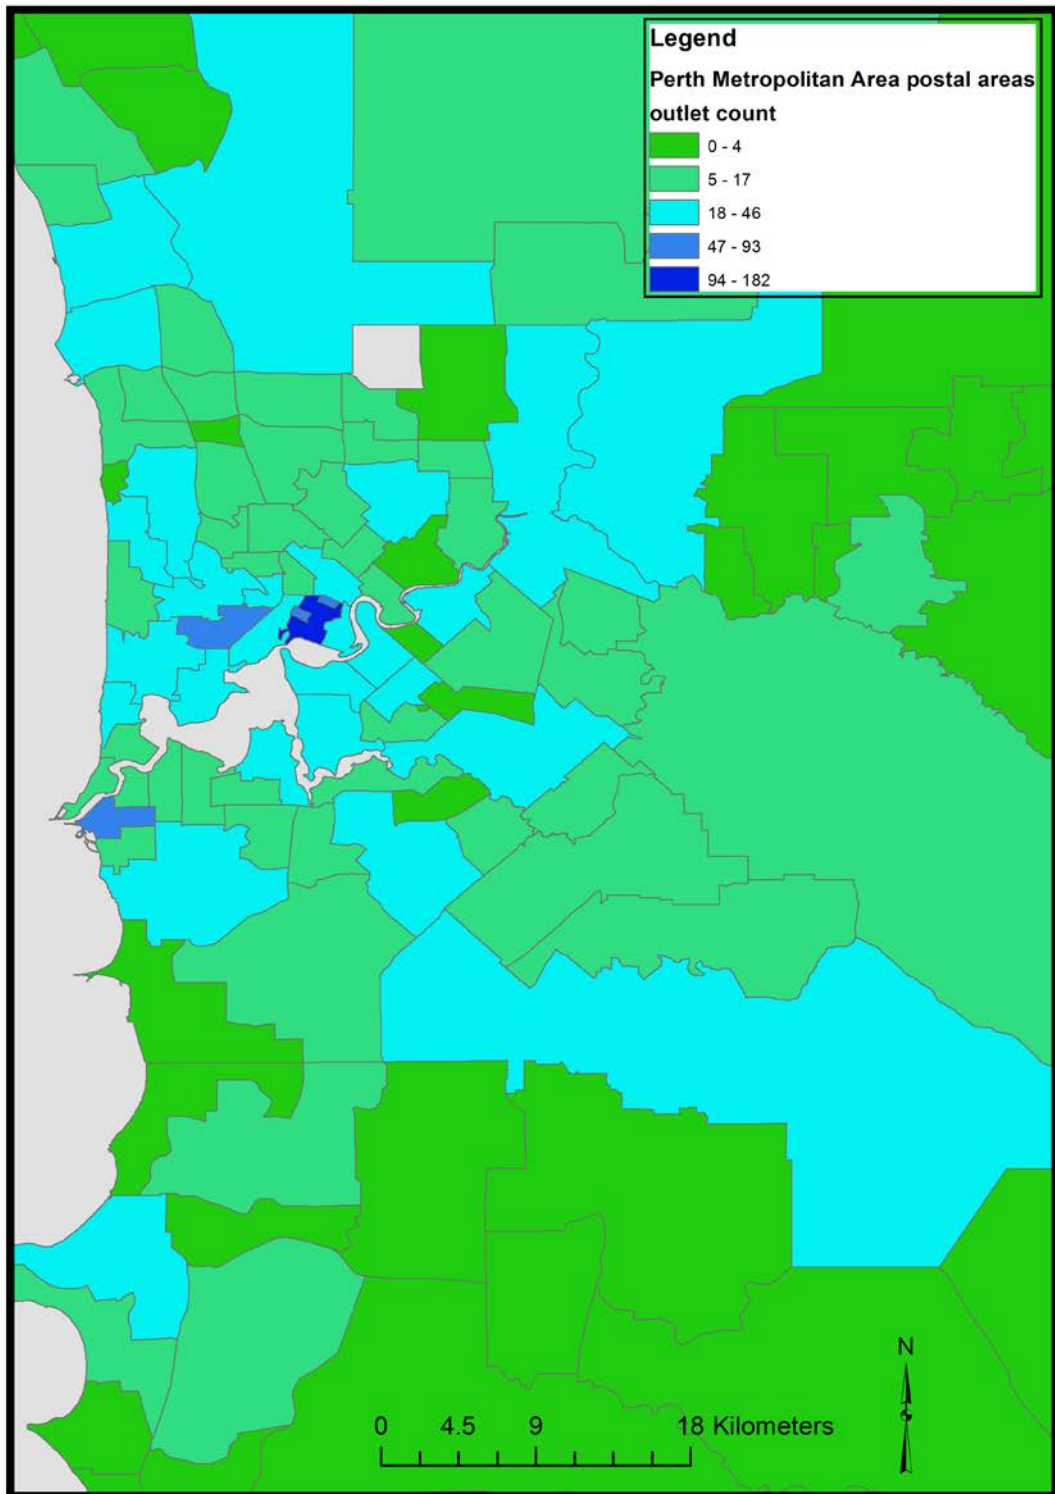 Legend
Perth Metropolitan Area postal areas
outlet count
0 - 4
5 - 17
18 - 46
47 - 93
94 - 182
N
0 4.5 9 18 Kilometers